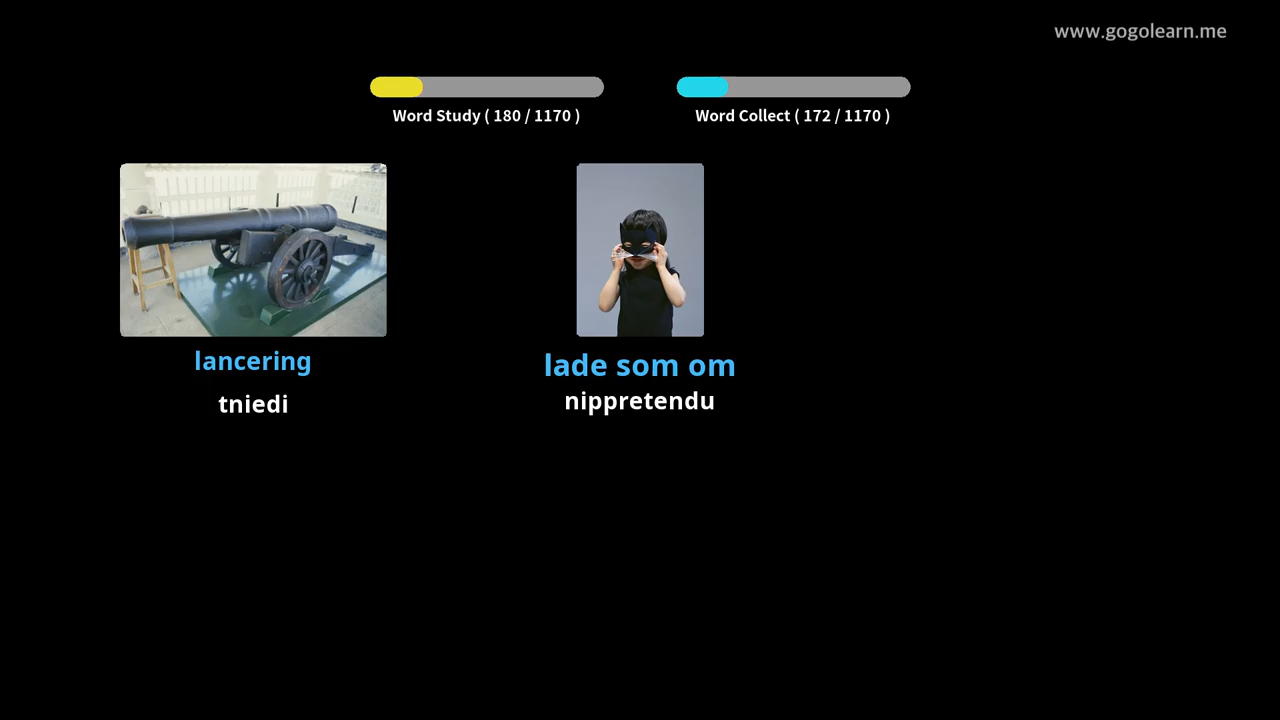 www.gogolearn.me
Word Study ( 180 / 1170 )
Word Collect ( 172 / 1170 )
lancering
tniedi
lade som om
nippretendu